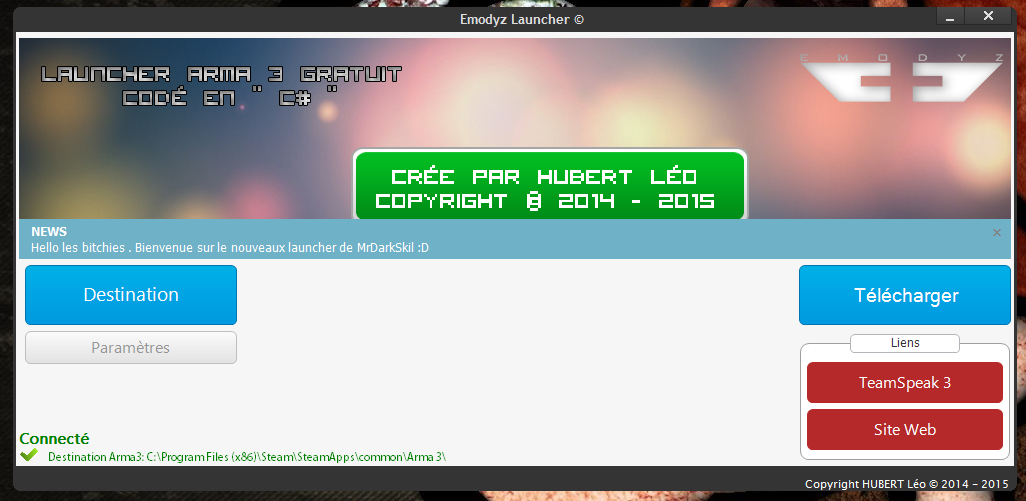 Emodyz Launcher ©
LAUNCHER ARMA 3 GRATUIT
CODÉ EN " C# "
EMODYZ
CRÉE PAR HUBERT LÉO
COPYRIGHT © 2014 - 2015
NEWS
Hello les bitchies . Bienvenue sur le nouveaux launcher de MrDarkSkil :D
Destination
Télécharger
Paramètres
Liens
TeamSpeak 3
Site Web
Connecté
Destination Arma3: C:\Program Files (x86)\Steam\SteamApps\common\Arma 3\
Copyright HUBERT Léo © 2014 - 2015